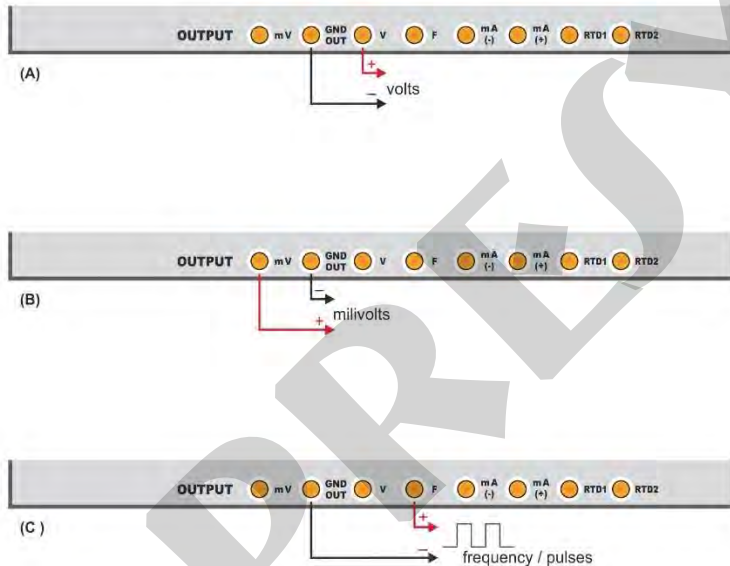 OUTPUT mV GND OUT V F mA (-) mA (+) RTD1 RTD2
(A)
+
− volts
OUTPUT mV GND OUT V F mA (-) mA (+) RTD1 RTD2
(B)
−
+ milivolts
OUTPUT mV GND OUT V F mA (-) mA (+) RTD1 RTD2
(C )
+
− frequency / pulses
PRESY